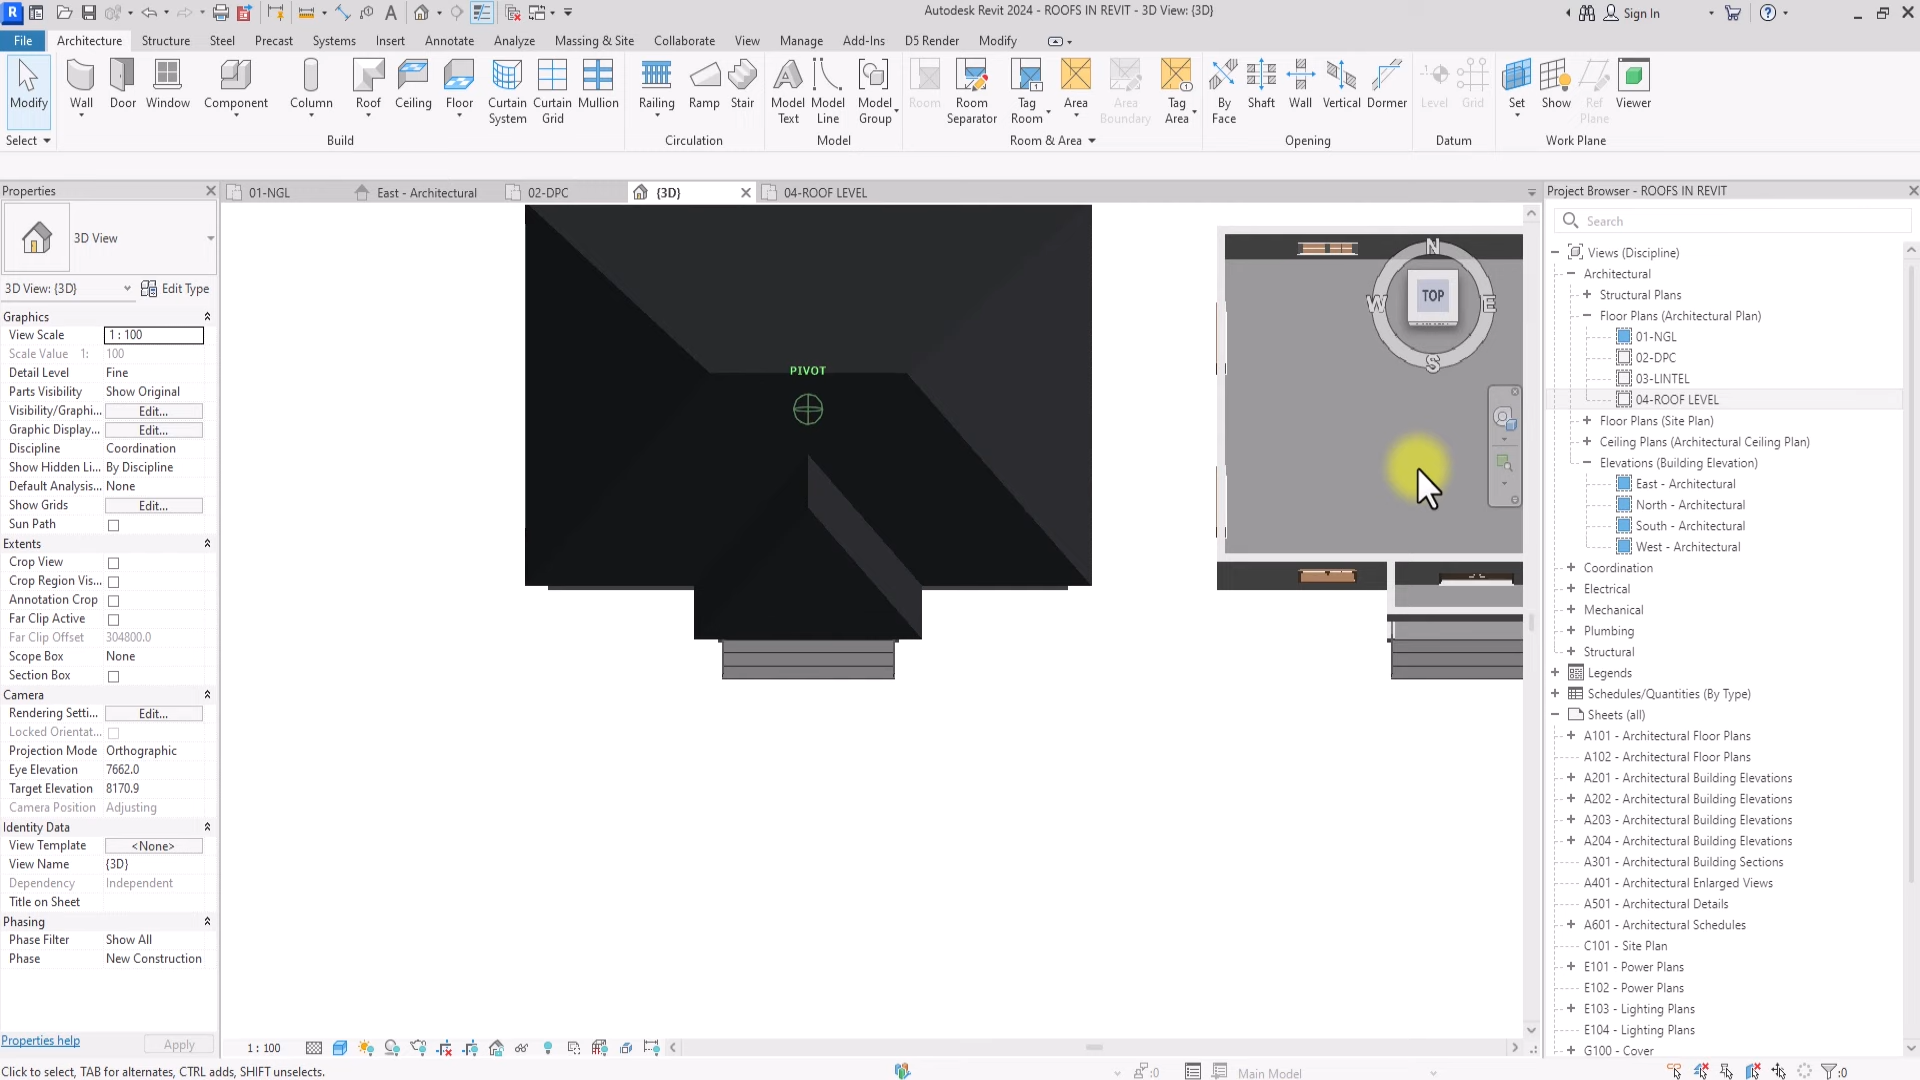 Autodesk Revit 2024 - ROOFS IN REVIT - 3D View: {3D}
Sign In
File Architecture Structure Steel Precast Systems Insert Annotate Analyze Massing & Site Collaborate View Manage Add-Ins D5 Render Modify
Modify Wall Door Window Component Column Roof Ceiling Floor Curtain System Curtain Grid Mullion Railing Ramp Stair Model Text Model Line Model Group Room Room Separator Tag Room Area Area Boundary Tag Area By Face Shaft Wall Vertical Dormer Level Grid Set Show Ref Plane Viewer
Select Build Circulation Model Room & Area Opening Datum Work Plane
Properties
01-NGL
East - Architectural
02-DPC
{3D}
04-ROOF LEVEL
Project Browser - ROOFS IN REVIT
3D View
3D View: {3D}
Edit Type
Graphics
View Scale 1 : 100
Scale Value 1: 100
Detail Level Fine
Parts Visibility Show Original
Visibility/Graphi... Edit...
Graphic Display... Edit...
Discipline Coordination
Show Hidden Li... By Discipline
Default Analysis... None
Show Grids Edit...
Sun Path
Extents
Crop View
Crop Region Vis...
Annotation Crop
Far Clip Active
Far Clip Offset 304800.0
Scope Box None
Section Box
Camera
Rendering Setti... Edit...
Locked Orientat...
Projection Mode Orthographic
Eye Elevation 7662.0
Target Elevation 8170.9
Camera Position Adjusting
Identity Data
View Template <None>
View Name {3D}
Dependency Independent
Title on Sheet
Phasing
Phase Filter Show All
Phase New Construction
Properties help
Apply
PIVOT
N
W
TOP
E
S
Search
Views (Discipline)
Architectural
Structural Plans
Floor Plans (Architectural Plan)
01-NGL
02-DPC
03-LINTEL
04-ROOF LEVEL
Floor Plans (Site Plan)
Ceiling Plans (Architectural Ceiling Plan)
Elevations (Building Elevation)
East - Architectural
North - Architectural
South - Architectural
West - Architectural
Coordination
Electrical
Mechanical
Plumbing
Structural
Legends
Schedules/Quantities (By Type)
Sheets (all)
A101 - Architectural Floor Plans
A102 - Architectural Floor Plans
A201 - Architectural Building Elevations
A202 - Architectural Building Elevations
A203 - Architectural Building Elevations
A204 - Architectural Building Elevations
A301 - Architectural Building Sections
A401 - Architectural Enlarged Views
A501 - Architectural Details
A601 - Architectural Schedules
C101 - Site Plan
E101 - Power Plans
E102 - Power Plans
E103 - Lighting Plans
E104 - Lighting Plans
G100 - Cover
1 : 100
Click to select, TAB for alternates, CTRL adds, SHIFT unselects.
:0
Main Model
:0